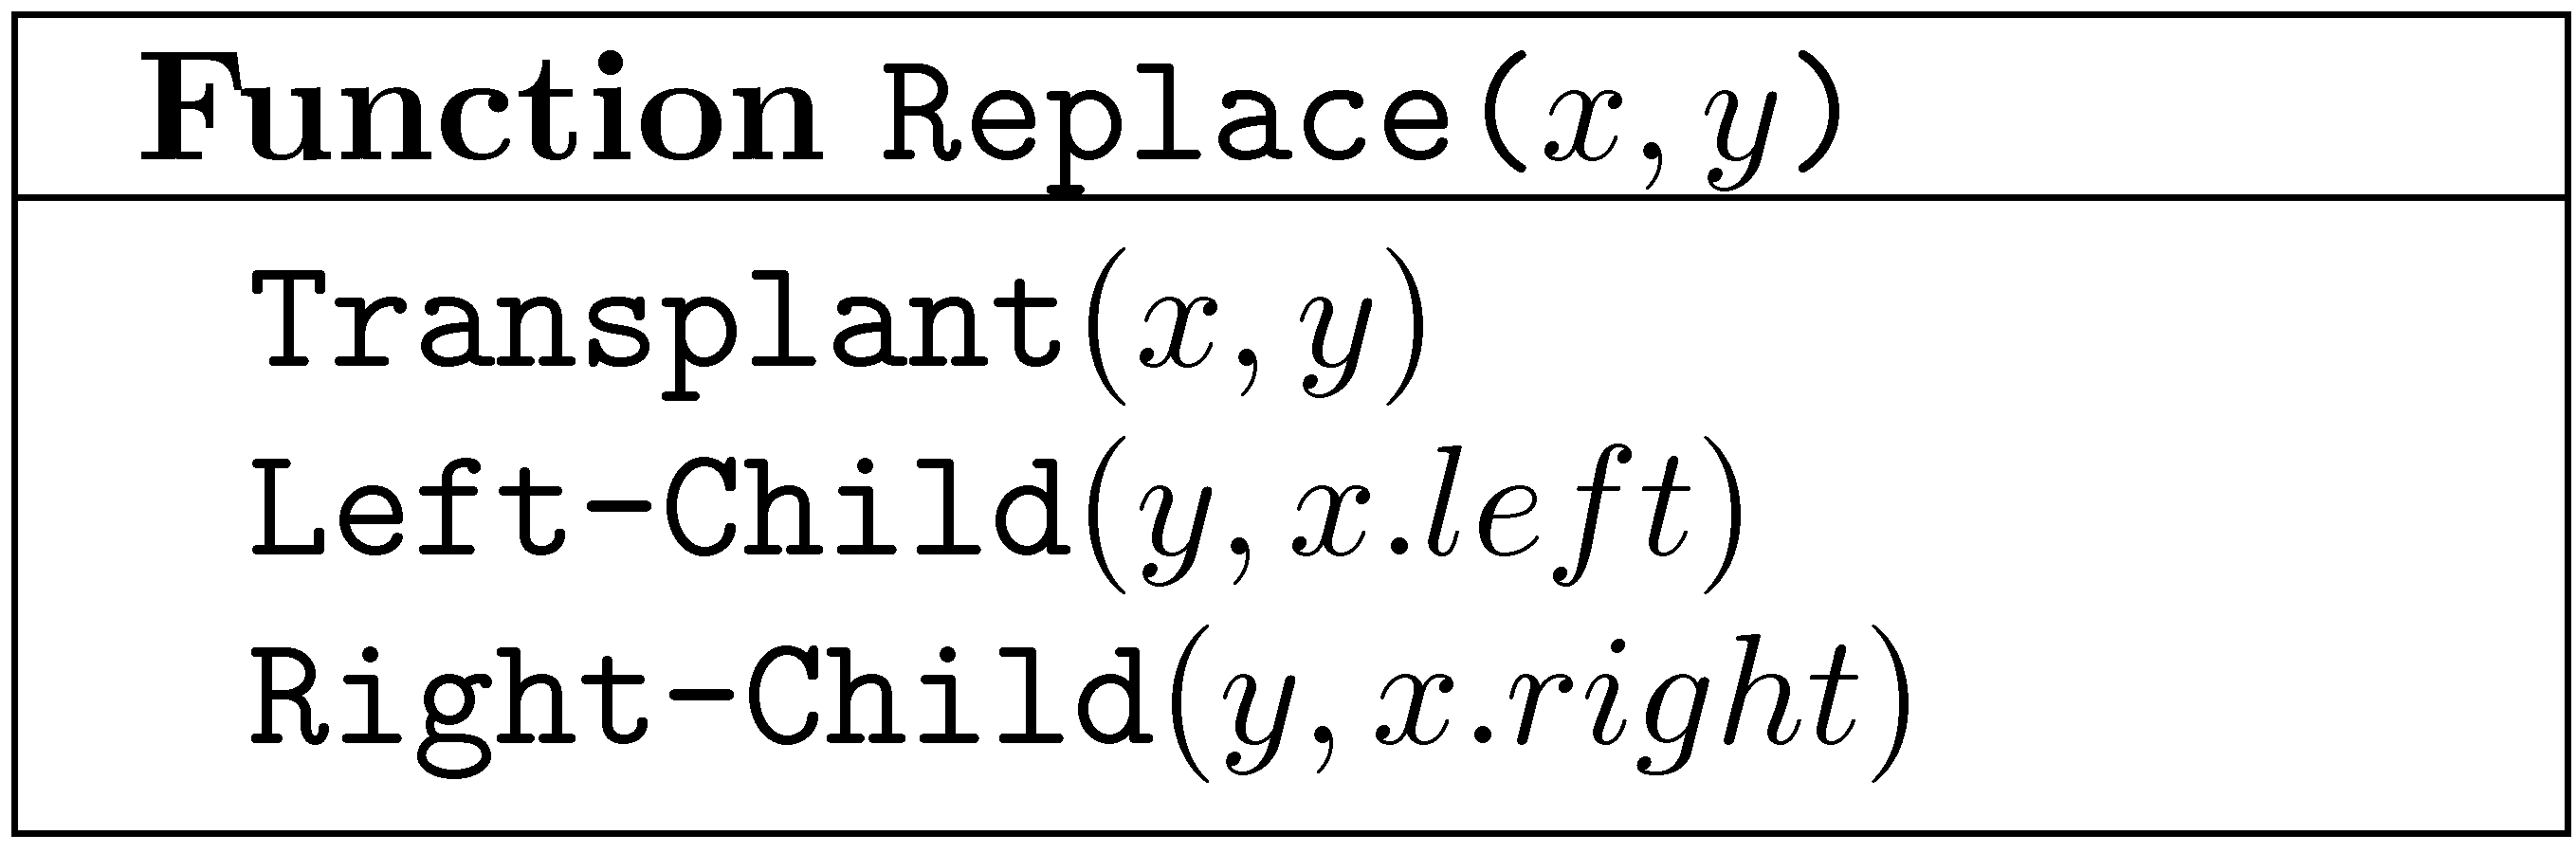 Function Replace(x, y)
Transplant(x, y)
Left-Child(y, x.left)
Right-Child(y, x.right)